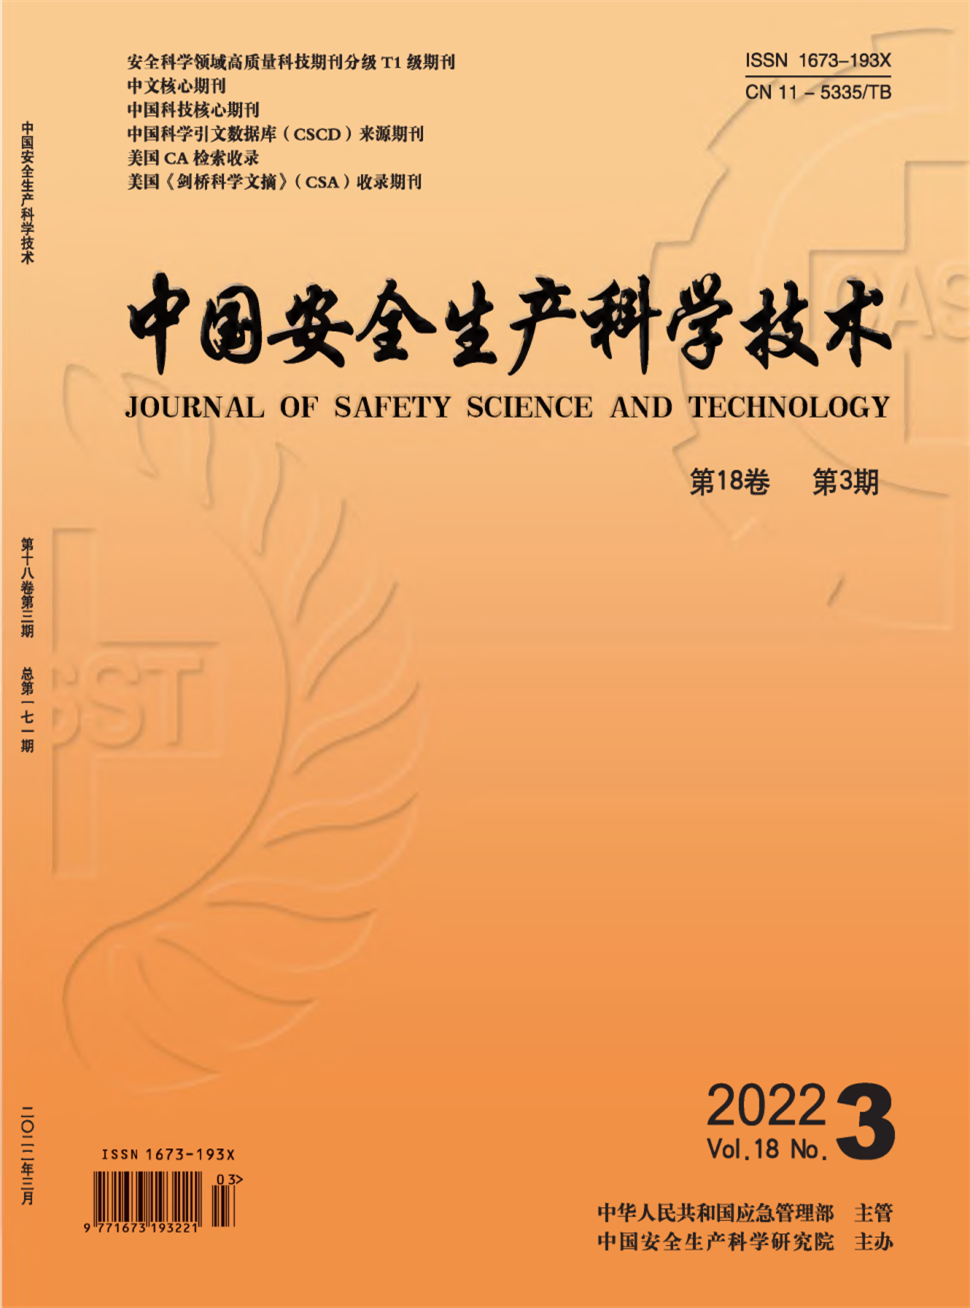 安全科学领域高质量科技期刊分级 T1 级期刊
中文核心期刊
中国科技核心期刊
中国科学引文数据库（CSCD）来源期刊
美国 CA 检索收录
美国《剑桥科学文摘》（CSA）收录期刊
ISSN 1673-193X
CN 11 - 5335/TB
中国安全生产科学技术
中国安全生产科学技术
JOURNAL OF SAFETY SCIENCE AND TECHNOLOGY
第18卷 第3期
第十八卷第三期 总第一七一期
二〇二二年三月
2022 3
Vol.18 No.
ISSN 1673-193X
03>
9 771673 193221
中华人民共和国应急管理部 主管
中国安全生产科学研究院 主办